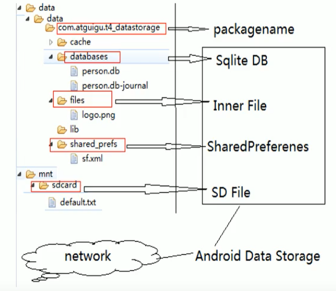 data
data
com.atguigu.t4_datastorage
packagename
cache
databases
Sqlite DB
person.db
person.db-journal
files
Inner File
logo.png
lib
shared_prefs
SharedPreferenes
sf.xml
mnt
sdcard
SD File
default.txt
network
Android Data Storage